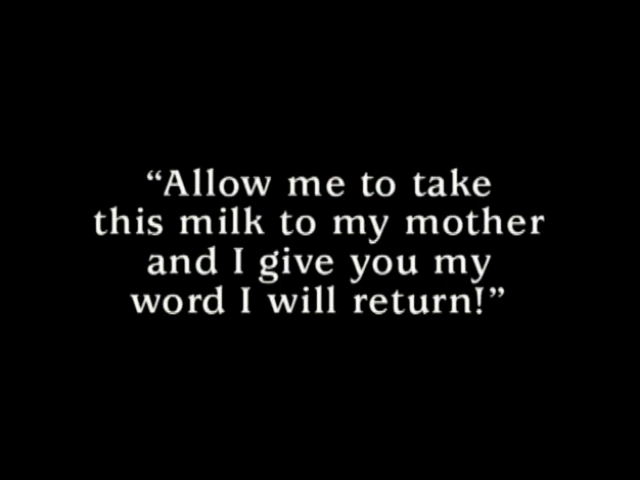 “Allow me to take
this milk to my mother
and I give you my
word I will return!”